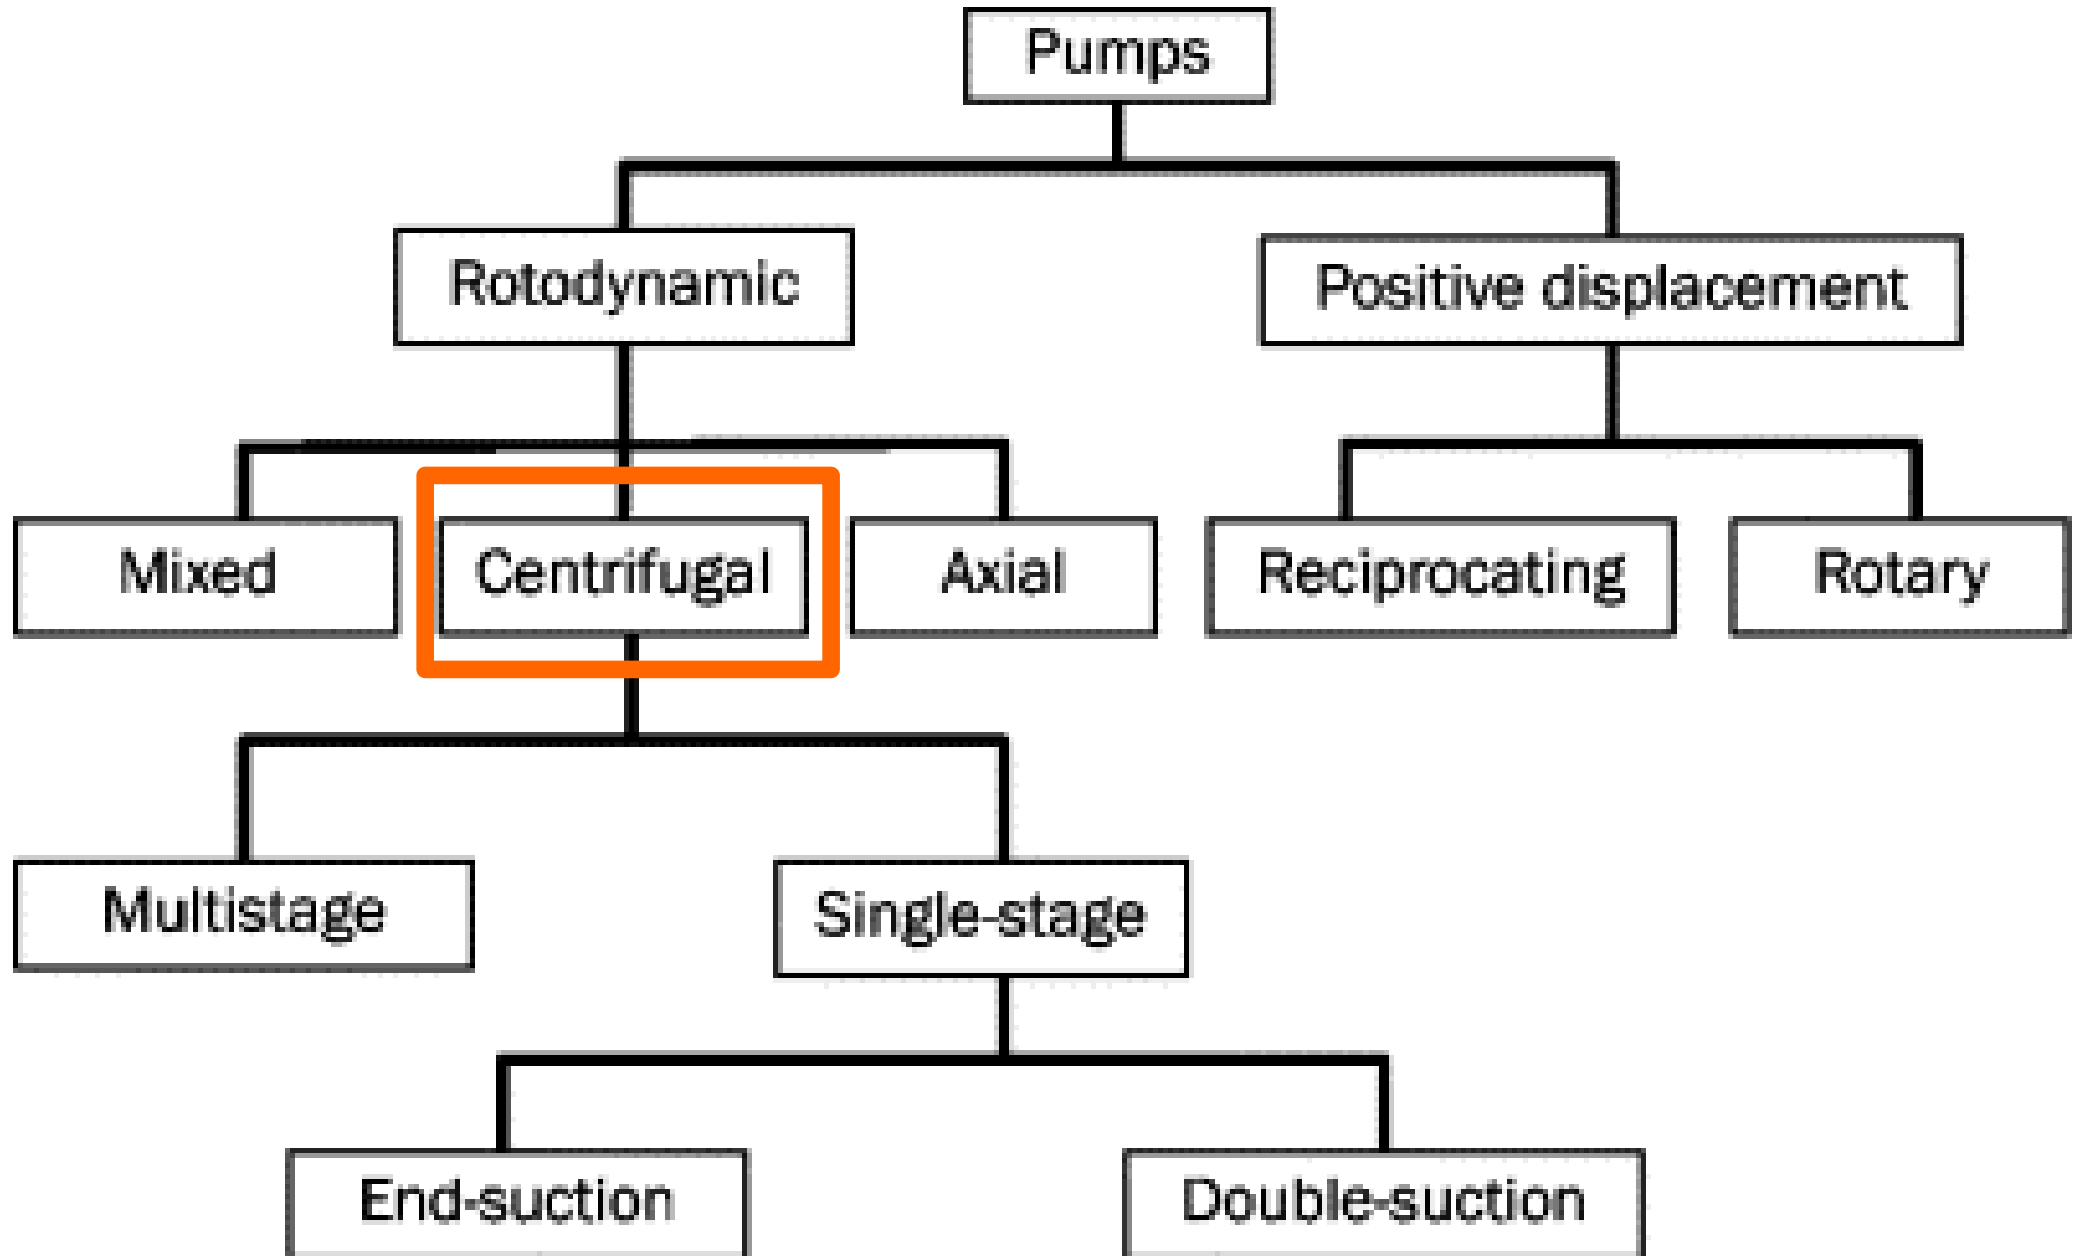 Pumps
Rotodynamic
Positive displacement
Mixed
Centrifugal
Axial
Reciprocating
Rotary
Multistage
Single-stage
End-suction
Double-suction